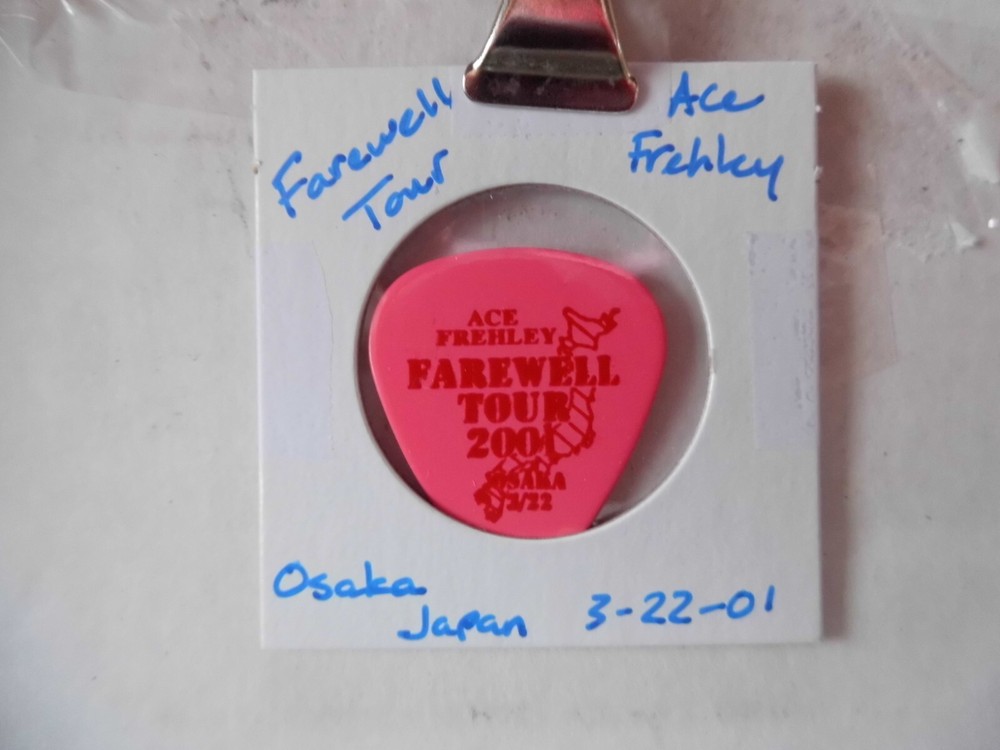 Farewell
Tour
Ace
Frehley
ACE
FREHLEY
FAREWELL
TOUR
2001
OSAKA
3/22
Osaka
Japan
3-22-01